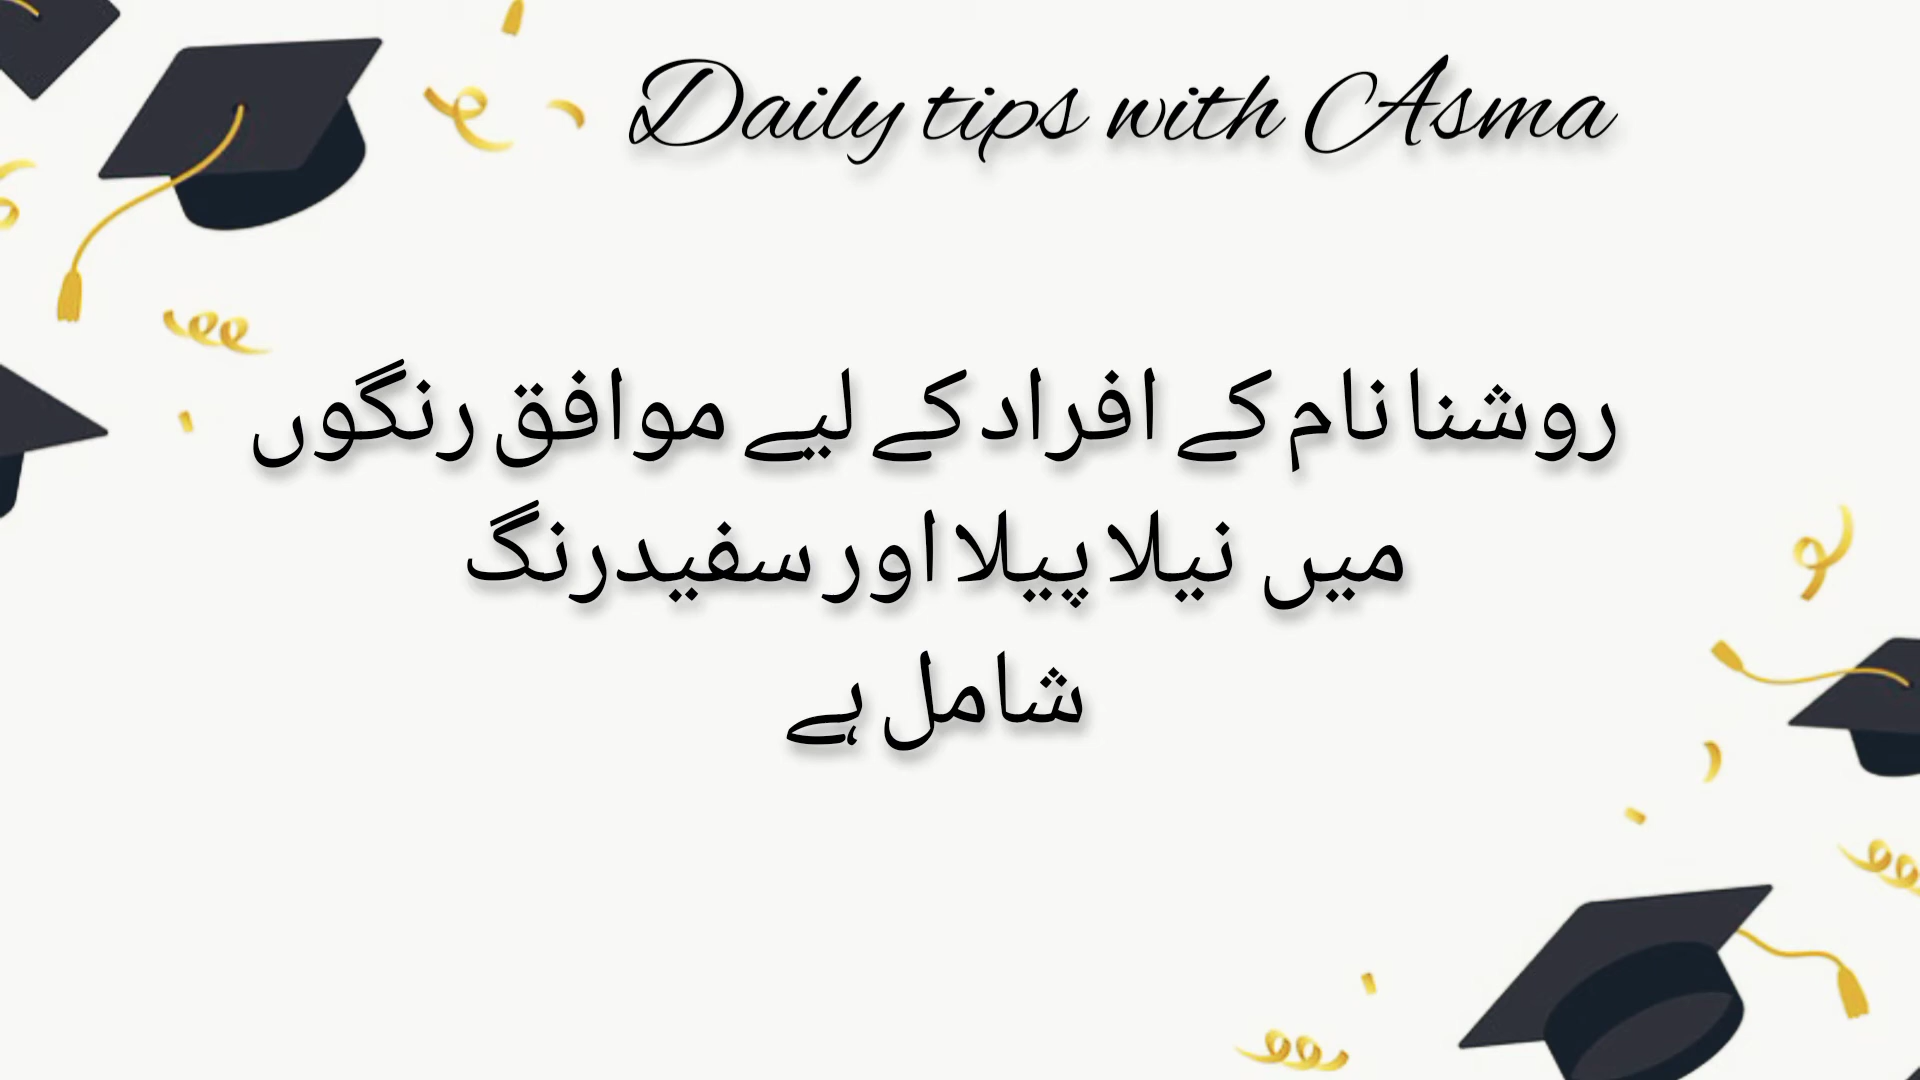 Daily tips with Asma
روشنا نام کے افراد کے لیے موافق رنگوں
میں نیلا پیلا اور سفید رنگ
شامل ہے